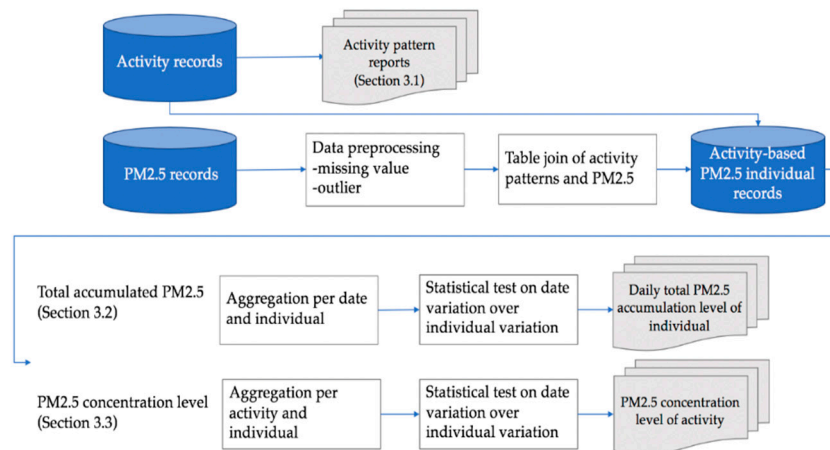 Activity records
Activity pattern
reports
(Section 3.1)
PM2.5 records
Data preprocessing
-missing value
-outlier
Table join of activity
patterns and PM2.5
Activity-based
PM2.5 individual
records
Total accumulated PM2.5
(Section 3.2)
Aggregation per date
and individual
Statistical test on date
variation over
individual variation
Daily total PM2.5
accumulation level of
individual
PM2.5 concentration level
(Section 3.3)
Aggregation per
activity and
individual
Statistical test on date
variation over
individual variation
PM2.5 concentration
level of activity